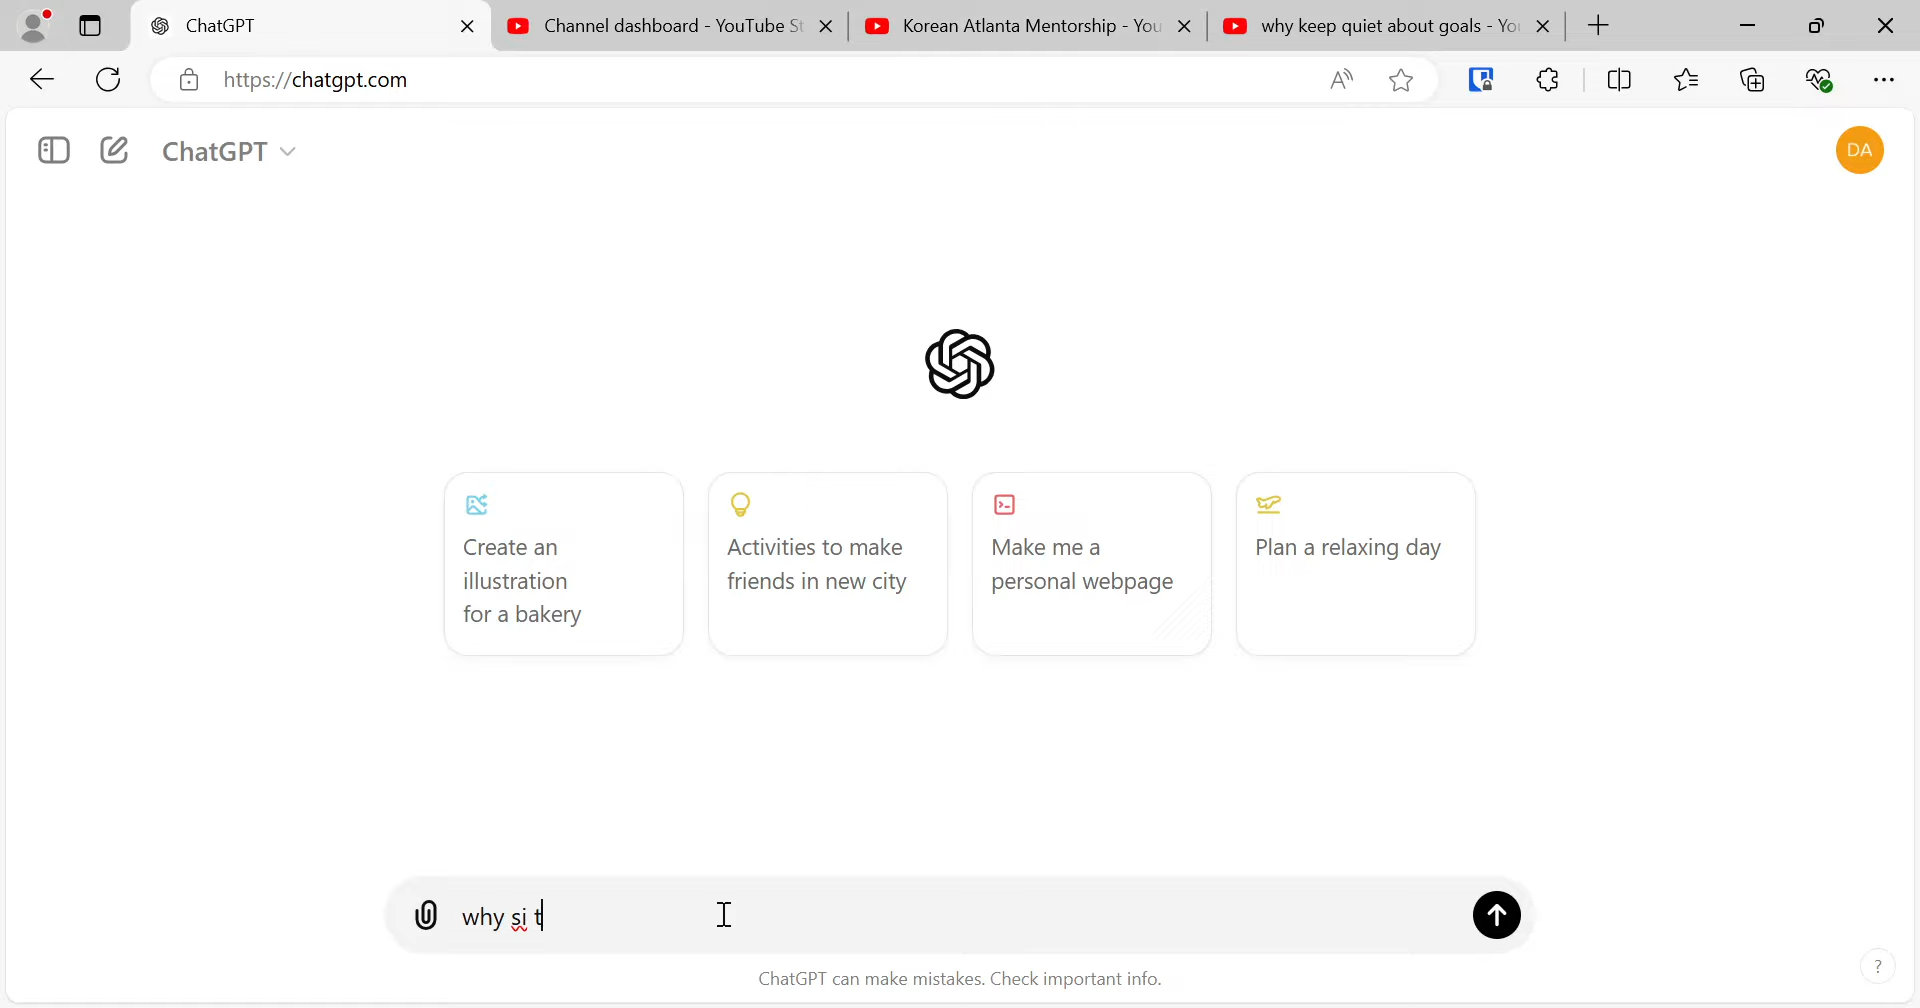 ChatGPT
Channel dashboard - YouTube St
Korean Atlanta Mentorship - You
why keep quiet about goals - You
https://chatgpt.com
ChatGPT
DA
Create an
illustration
for a bakery
Activities to make
friends in new city
Make me a
personal webpage
Plan a relaxing day
why si t
ChatGPT can make mistakes. Check important info.
?